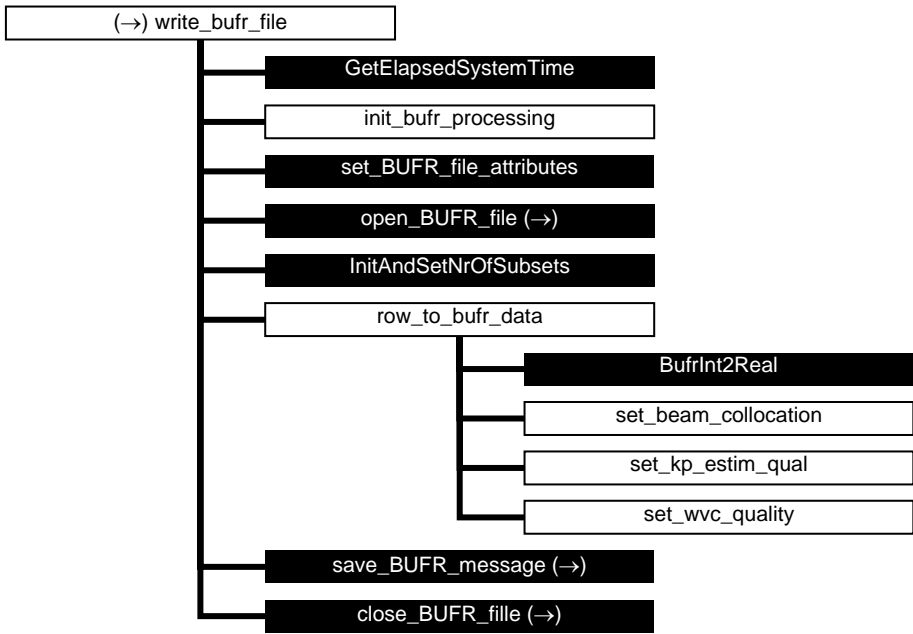 (→) write_bufr_file
GetElapsedSystemTime
init_bufr_processing
set_BUFR_file_attributes
open_BUFR_file (→)
InitAndSetNrOfSubsets
row_to_bufr_data
BufrInt2Real
set_beam_collocation
set_kp_estim_qual
set_wvc_quality
save_BUFR_message (→)
close_BUFR_fille (→)